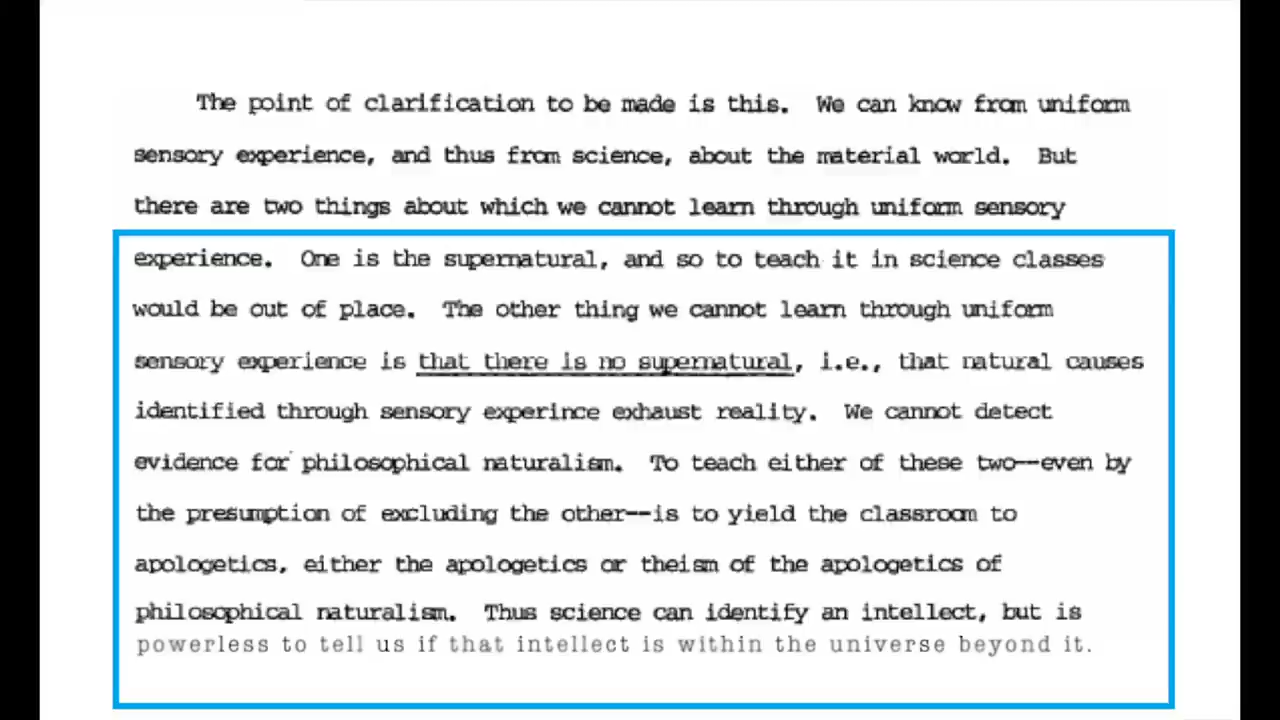 The point of clarification to be made is this. We can know from uniform
sensory experience, and thus from science, about the material world. But
there are two things about which we cannot learn through uniform sensory
experience. One is the supernatural, and so to teach it in science classes
would be out of place. The other thing we cannot learn through uniform
sensory experience is that there is no supernatural, i.e., that natural causes
identified through sensory experince exhaust reality. We cannot detect
evidence for philosophical naturalism. To teach either of these two--even by
the presumption of excluding the other--is to yield the classroom to
apologetics, either the apologetics or theism of the apologetics of
philosophical naturalism. Thus science can identify an intellect, but is
powerless to tell us if that intellect is within the universe beyond it.